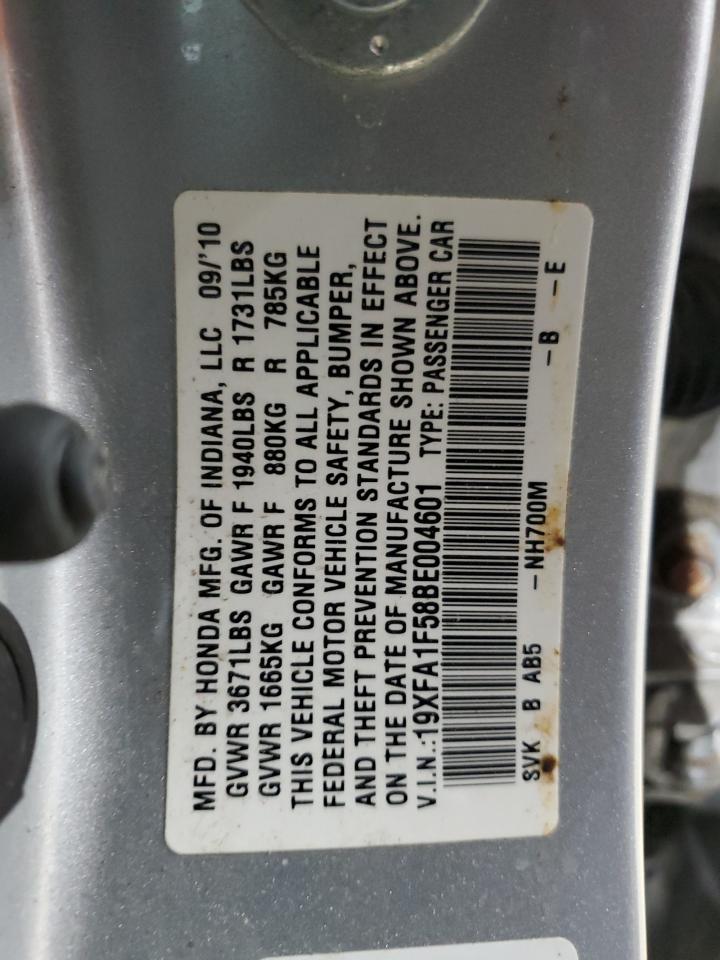 MFD. BY HONDA MFG. OF INDIANA, LLC 09/'10
GVWR 3671LBS GAWR F 1940LBS R 1731LBS
GVWR 1665KG GAWR F 880KG R 785KG
THIS VEHICLE CONFORMS TO ALL APPLICABLE
FEDERAL MOTOR VEHICLE SAFETY, BUMPER,
AND THEFT PREVENTION STANDARDS IN EFFECT
ON THE DATE OF MANUFACTURE SHOWN ABOVE.
V.I.N.:19XFA1F58BE004601 TYPE: PASSENGER CAR
SVK B AB5 -NH700M -B -E